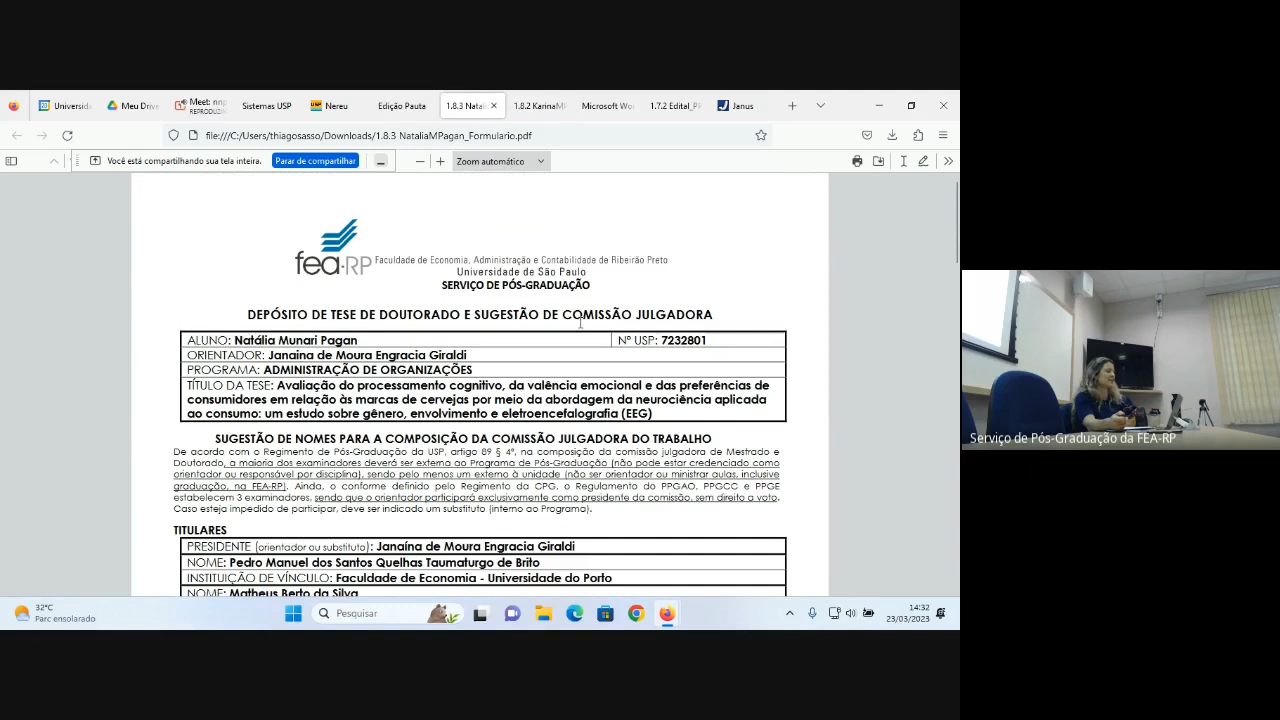 Universida
Meu Drive
Meet: nnp
REPRODUZIN
Sistemas USP
Nereu
Edição Pauta
1.8.3 Natali
1.8.2 KarinaMF
Microsoft Wo
1.7.2 Edital_PP
Janus
file:///C:/Users/thiagosasso/Downloads/1.8.3 NataliaMPagan_Formulario.pdf
Você está compartilhando sua tela inteira.
Parar de compartilhar
Zoom automático
fea-RP Faculdade de Economia, Administração e Contabilidade de Ribeirão Preto
Universidade de São Paulo
SERVIÇO DE PÓS-GRADUAÇÃO
DEPÓSITO DE TESE DE DOUTORADO E SUGESTÃO DE COMISSÃO JULGADORA
ALUNO: Natália Munari Pagan Nº USP: 7232801
ORIENTADOR: Janaina de Moura Engracia Giraldi
PROGRAMA: ADMINISTRAÇÃO DE ORGANIZAÇÕES
TÍTULO DA TESE: Avaliação do processamento cognitivo, da valência emocional e das preferências de
consumidores em relação às marcas de cervejas por meio da abordagem da neurociência aplicada
ao consumo: um estudo sobre gênero, envolvimento e eletroencefalografia (EEG)
SUGESTÃO DE NOMES PARA A COMPOSIÇÃO DA COMISSÃO JULGADORA DO TRABALHO
De acordo com o Regimento de Pós-Graduação da USP, artigo 89 § 4º, na composição da comissão julgadora de Mestrado e
Doutorado, a maioria dos examinadores deverá ser externa ao Programa de Pós-Graduação (não pode estar credenciado como
orientador ou responsável por disciplina), sendo pelo menos um externo à unidade (não ser orientador ou ministrar aulas, inclusive
graduação, na FEA-RP). Ainda, o conforme definido pelo Regimento da CPG, o Regulamento do PPGAO, PPGCC e PPGE
estabelecem 3 examinadores, sendo que o orientador participará exclusivamente como presidente da comissão, sem direito a voto.
Caso esteja impedido de participar, deve ser indicado um substituto (interno ao Programa).
TITULARES
PRESIDENTE (orientador ou substituto): Janaína de Moura Engracia Giraldi
NOME: Pedro Manuel dos Santos Quelhas Taumaturgo de Brito
INSTITUIÇÃO DE VÍNCULO: Faculdade de Economia - Universidade do Porto
NOME: Matheus Berto da Silva
32°C
Parc ensolarado
Pesquisar
14:32
23/03/2023
Serviço de Pós-Graduação da FEA-RP